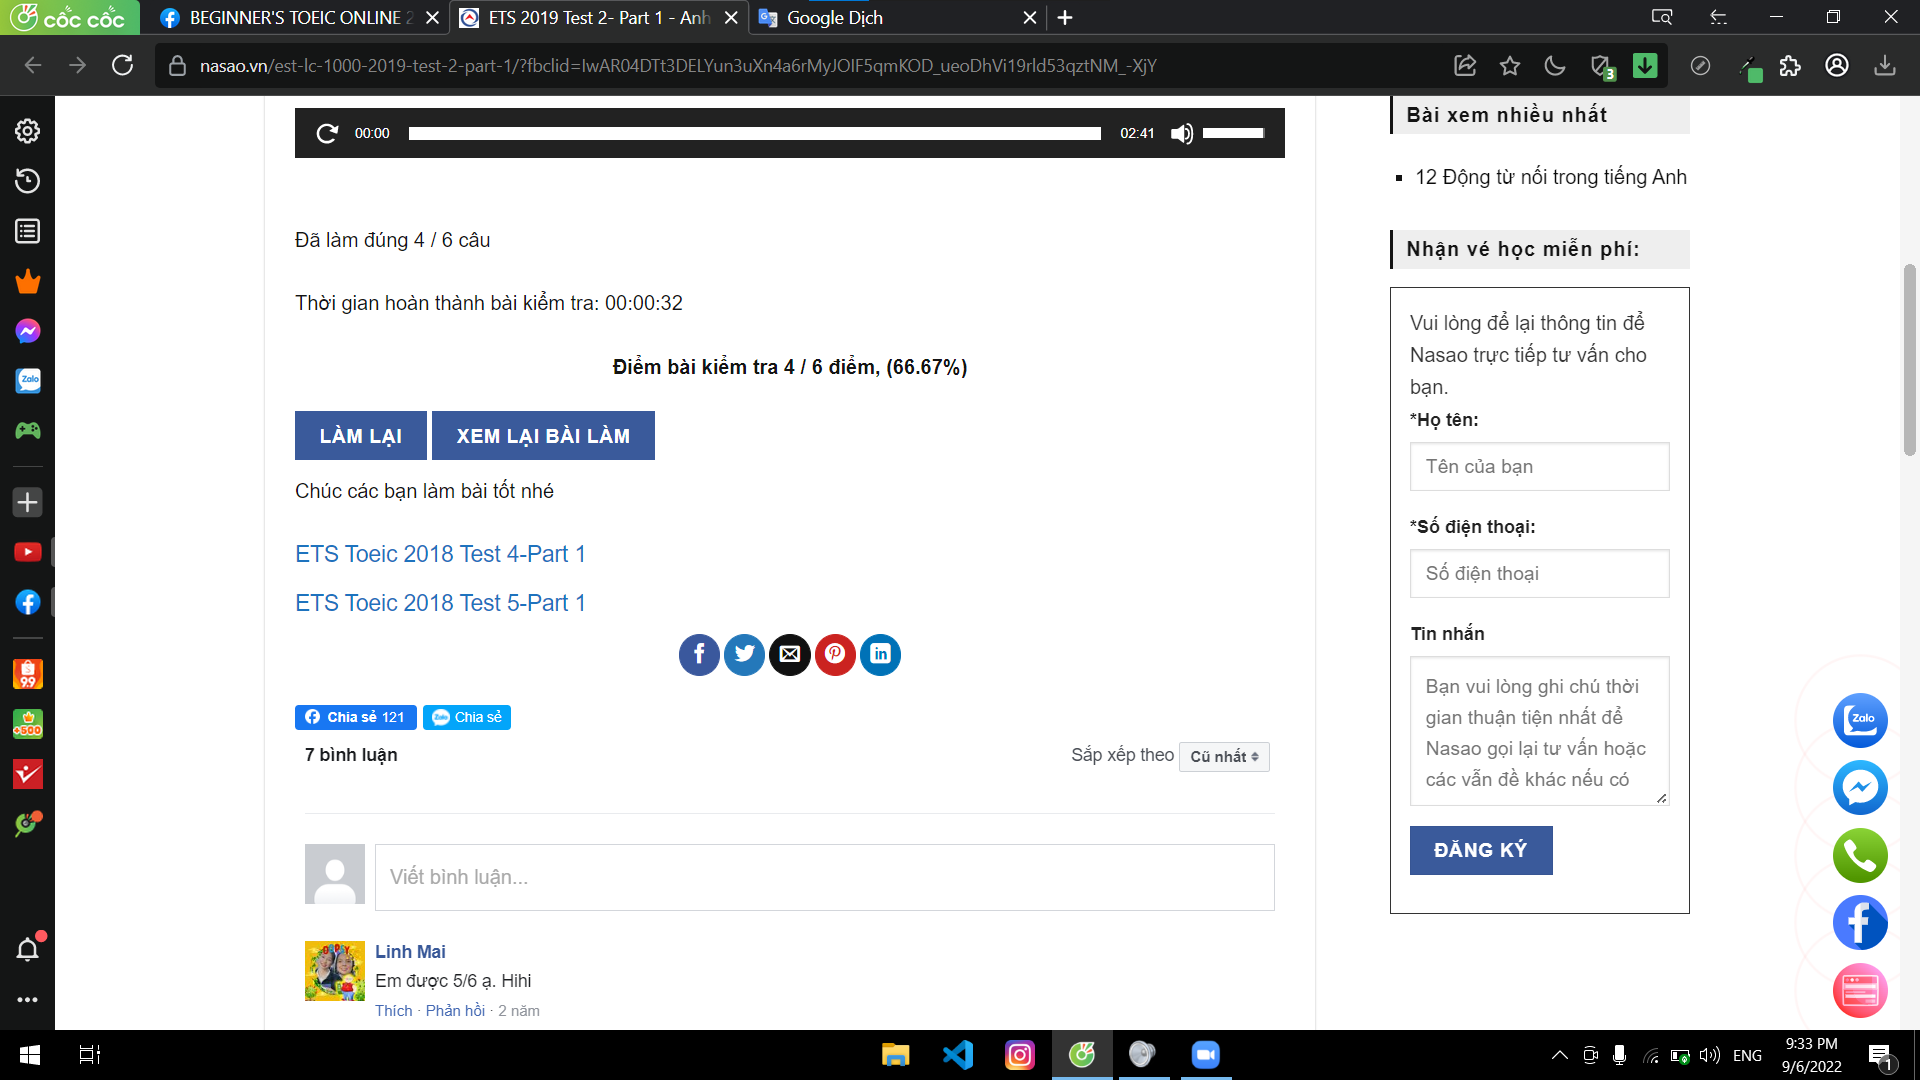 cốc cốc
BEGINNER'S TOEIC ONLINE 2
ETS 2019 Test 2- Part 1 - Anh
Google Dịch
nasao.vn/est-lc-1000-2019-test-2-part-1/?fbclid=IwAR04DTt3DELYun3uXn4a6rMyJOIF5qmKOD_ueoDhVi19rld53qztNM_-XjY
3
00:00
02:41
Đã làm đúng 4 / 6 câu
Thời gian hoàn thành bài kiểm tra: 00:00:32
Điểm bài kiểm tra 4 / 6 điểm, (66.67%)
LÀM LẠI
XEM LẠI BÀI LÀM
Chúc các bạn làm bài tốt nhé
ETS Toeic 2018 Test 4-Part 1
ETS Toeic 2018 Test 5-Part 1
Chia sẻ 121
Zalo Chia sẻ
7 bình luận
Sắp xếp theo Cũ nhất
Viết bình luận...
Linh Mai
Em được 5/6 ạ. Hihi
Thích · Phản hồi · 2 năm
Bài xem nhiều nhất
12 Động từ nối trong tiếng Anh
Nhận vé học miễn phí:
Vui lòng để lại thông tin để
Nasao trực tiếp tư vấn cho
bạn.
*Họ tên:
Tên của bạn
*Số điện thoại:
Số điện thoại
Tin nhắn
Bạn vui lòng ghi chú thời
gian thuận tiện nhất để
Nasao gọi lại tư vấn hoặc
các vẫn đề khác nếu có
ĐĂNG KÝ
Zalo
Zalo
9.9
+500
ENG
9:33 PM
9/6/2022
1